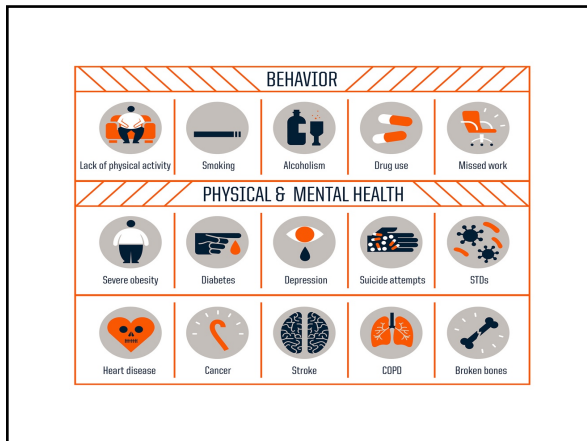 BEHAVIOR
Lack of physical activity Smoking Alcoholism Drug use Missed work
PHYSICAL & MENTAL HEALTH
Severe obesity Diabetes Depression Suicide attempts STDs
Heart disease Cancer Stroke COPD Broken bones